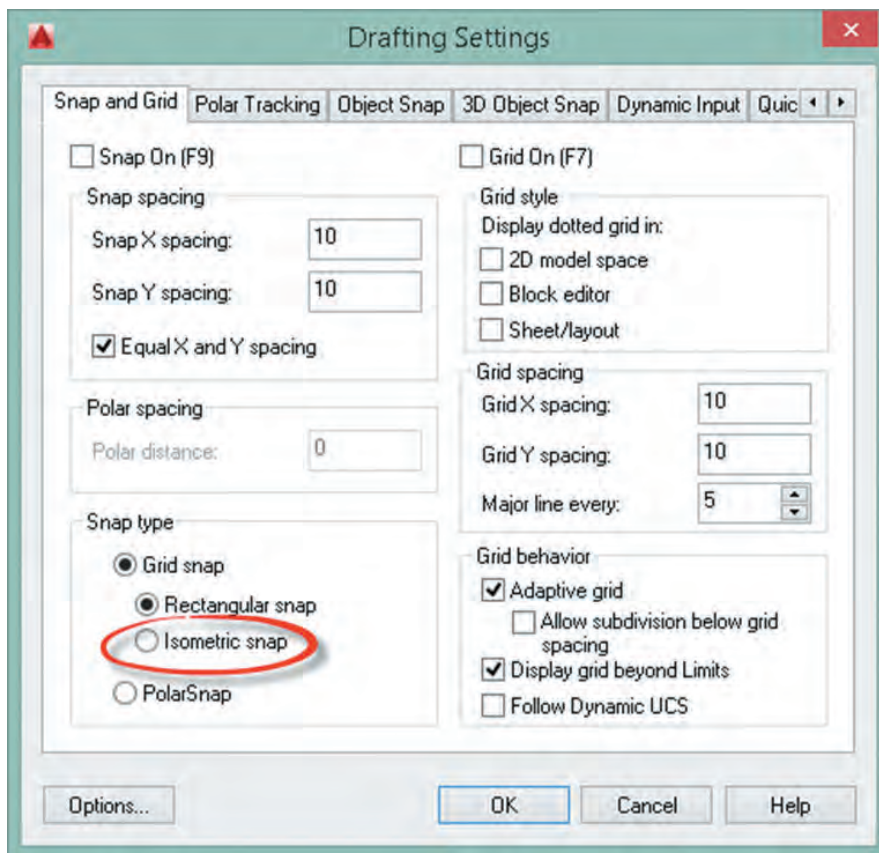 Drafting Settings
Snap and Grid Polar Tracking Object Snap 3D Object Snap Dynamic Input Quic
Snap On (F9)
Snap spacing
Snap X spacing: 10
Snap Y spacing: 10
Equal X and Y spacing
Polar spacing
Polar distance: 0
Snap type
Grid snap
Rectangular snap
Isometric snap
PolarSnap
Grid On (F7)
Grid style
Display dotted grid in:
2D model space
Block editor
Sheet/layout
Grid spacing
Grid X spacing: 10
Grid Y spacing: 10
Major line every: 5
Grid behavior
Adaptive grid
Allow subdivision below grid
spacing
Display grid beyond Limits
Follow Dynamic UCS
Options... OK Cancel Help